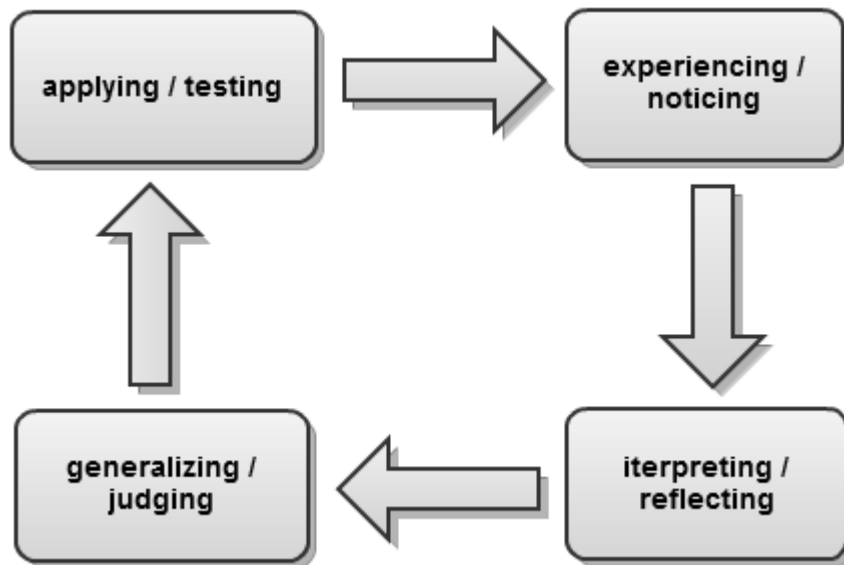 applying / testing
experiencing /
noticing
iterpreting /
reflecting
generalizing /
judging